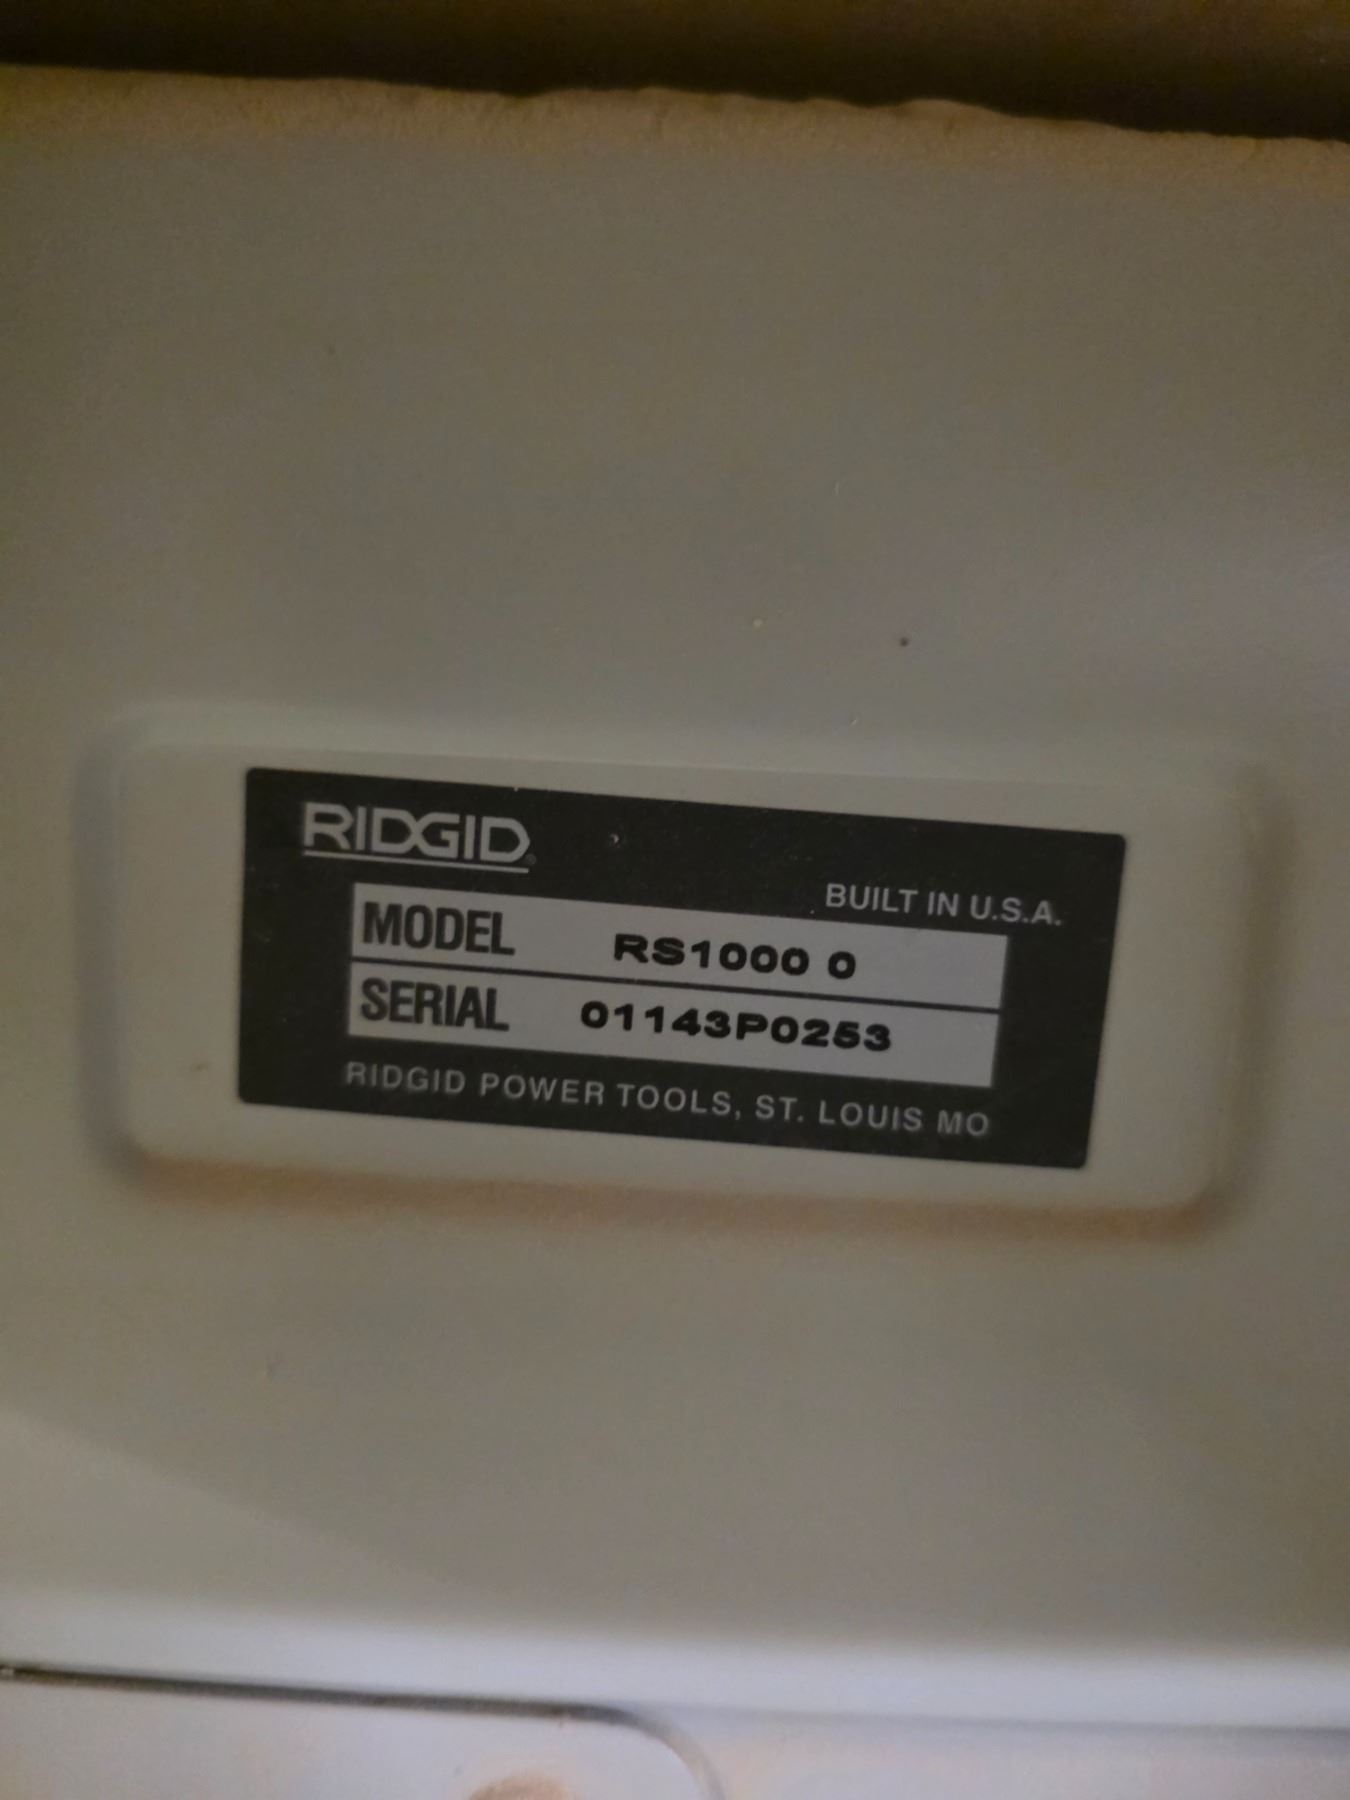 RIDGID®
BUILT IN U.S.A.
MODEL RS1000 0
SERIAL 01143P0253
RIDGID POWER TOOLS, ST. LOUIS MO